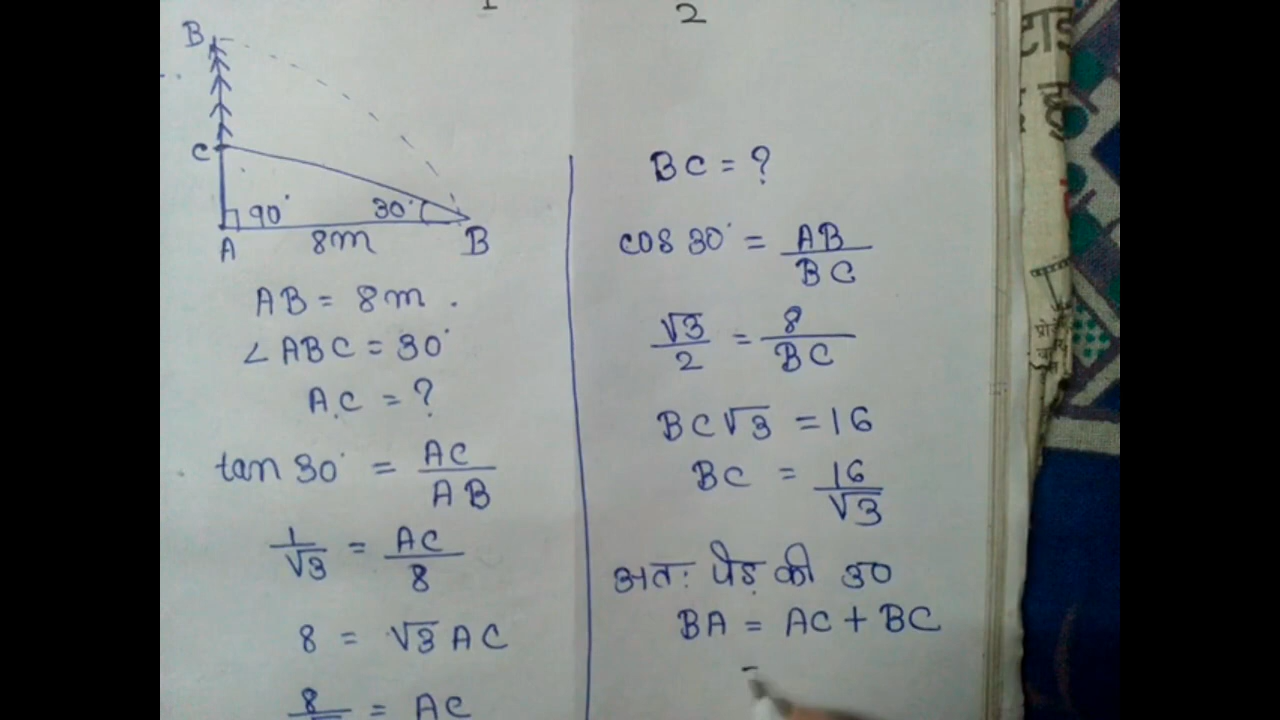 1 2
B
C
90° 30°
A 8m B
AB = 8m.
∠ABC = 30°
AC = ?
tan 30° = AC/AB
1/√3 = AC/8
8 = √3 AC
8 = AC
BC = ?
cos 30° = AB/BC
√3/2 = 8/BC
BC√3 = 16
BC = 16/√3
अतः पेड़ की ऊ0
BA = AC + BC
टाइ